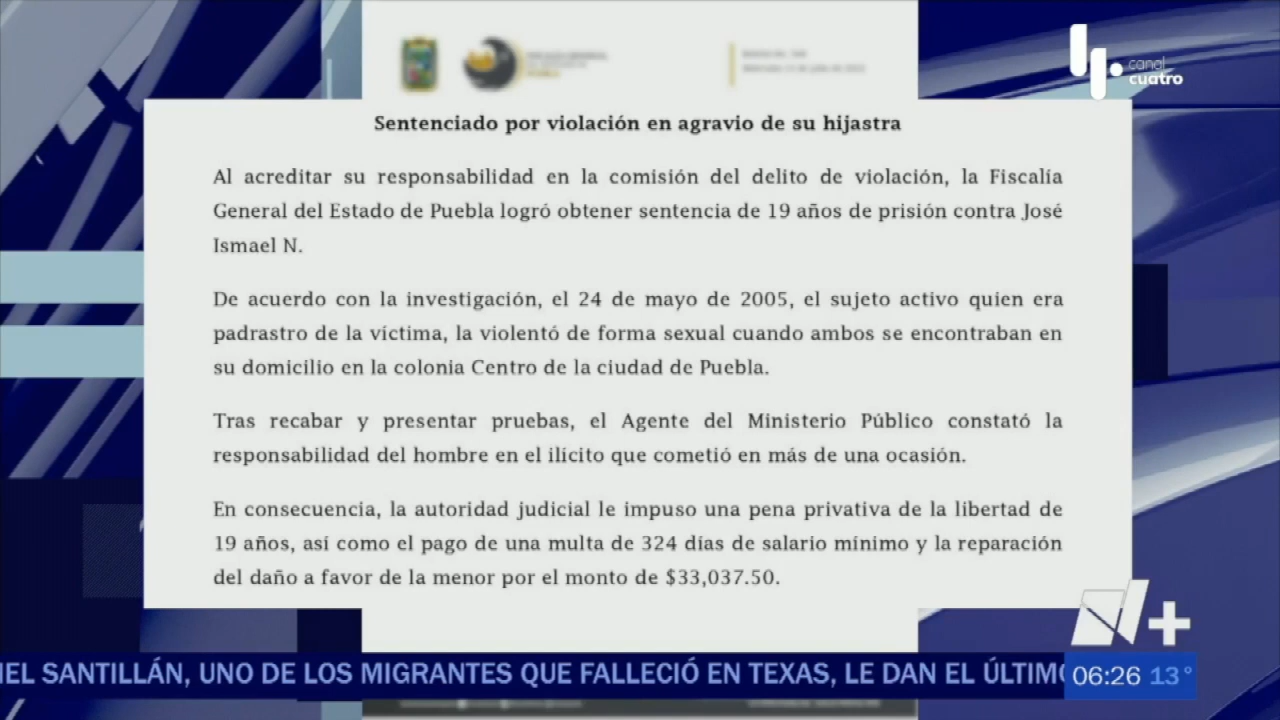 canal
cuatro
Sentenciado por violación en agravio de su hijastra
Al acreditar su responsabilidad en la comisión del delito de violación, la Fiscalía
General del Estado de Puebla logró obtener sentencia de 19 años de prisión contra José
Ismael N.
De acuerdo con la investigación, el 24 de mayo de 2005, el sujeto activo quien era
padrastro de la víctima, la violentó de forma sexual cuando ambos se encontraban en
su domicilio en la colonia Centro de la ciudad de Puebla.
Tras recabar y presentar pruebas, el Agente del Ministerio Público constató la
responsabilidad del hombre en el ilícito que cometió en más de una ocasión.
En consecuencia, la autoridad judicial le impuso una pena privativa de la libertad de
19 años, así como el pago de una multa de 324 días de salario mínimo y la reparación
del daño a favor de la menor por el monto de $33,037.50.
N+
SANTILLÁN, UNO DE LOS MIGRANTES QUE FALLECIÓ EN TEXAS, LE DAN EL ÚLTIMO
06:26 13°